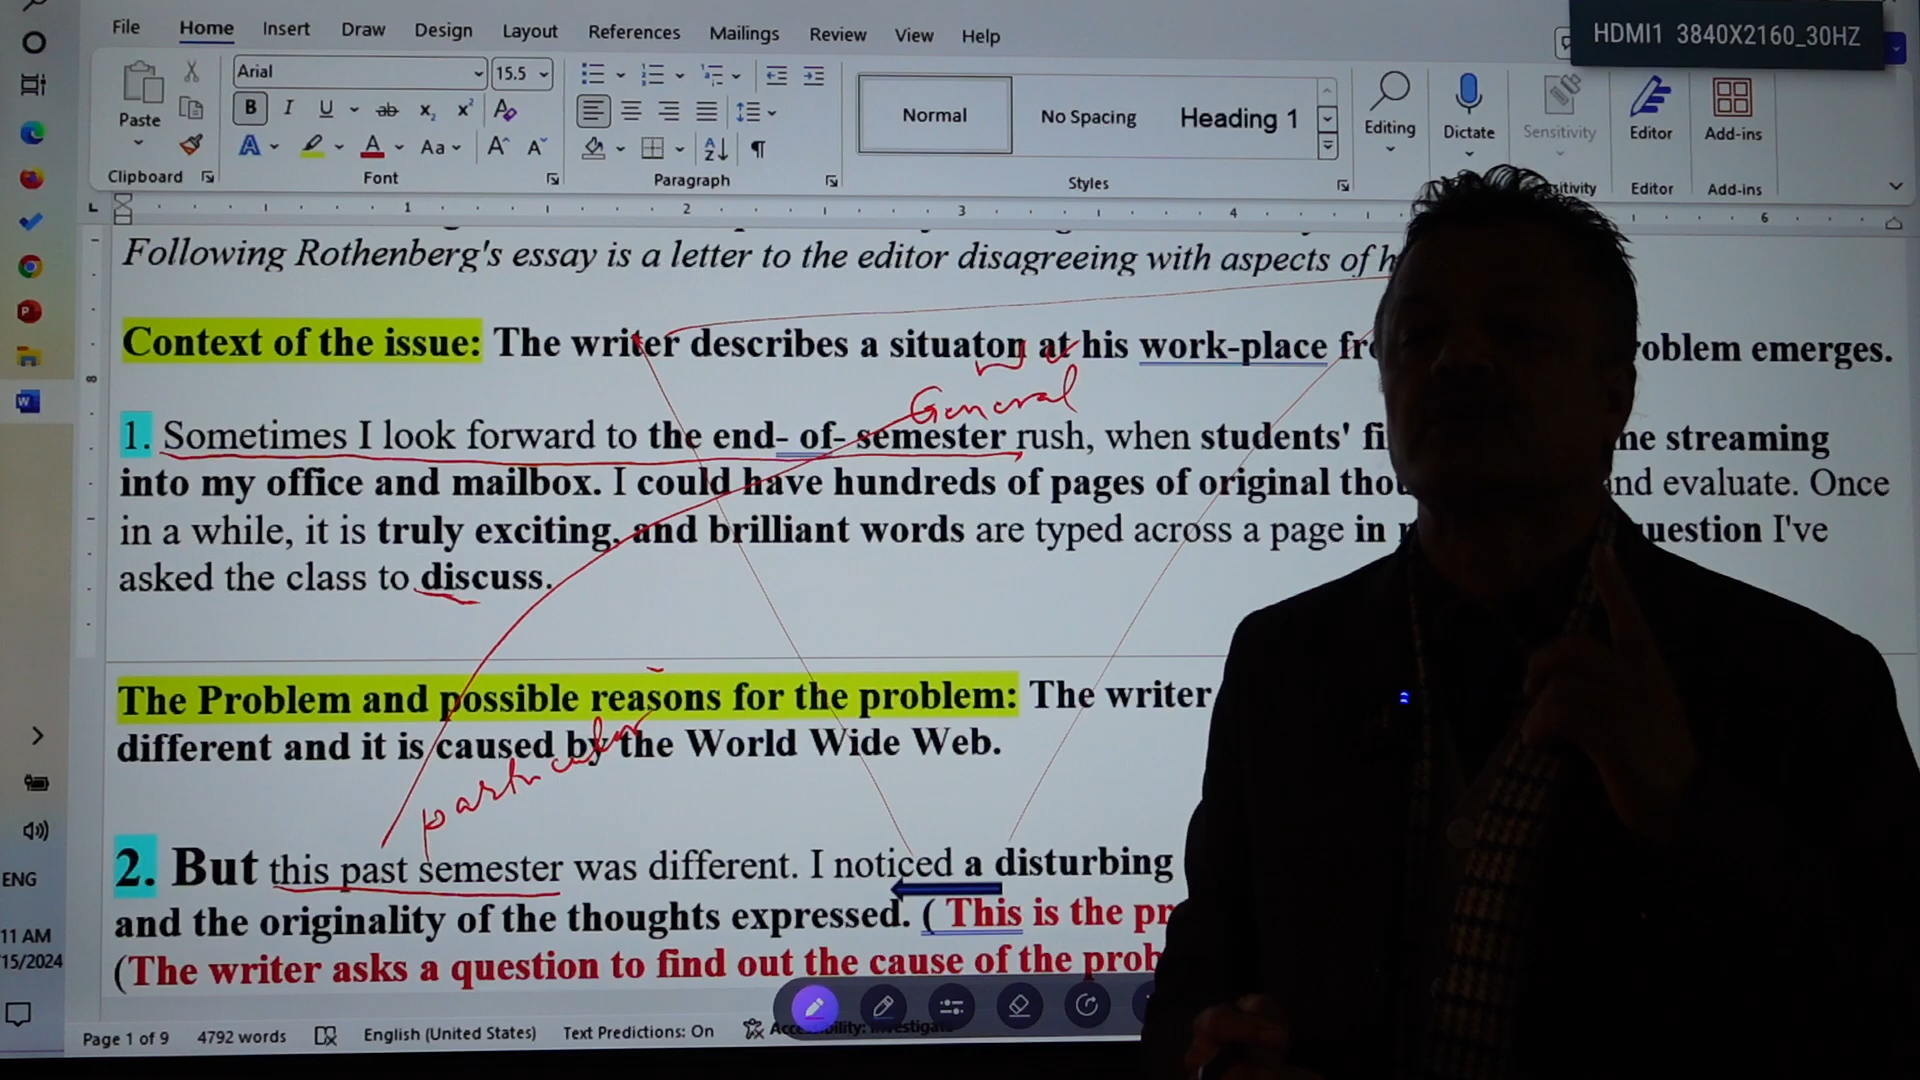 HDMI1 3840X2160_30HZ
File Home Insert Draw Design Layout References Mailings Review View Help
Arial 15.5
Normal No Spacing Heading 1
Paste Editing Dictate Sensitivity Editor Add-ins
Clipboard Font Paragraph Styles Editor Add-ins
1 2 3 4 6
Following Rothenberg's essay is a letter to the editor disagreeing with aspects of
Context of the issue: The writer describes a situaton at his work-place oblem emerges.
General
1. Sometimes I look forward to the end- of- semester rush, when students' streaming
into my office and mailbox. I could have hundreds of pages of original and evaluate. Once
in a while, it is truly exciting, and brilliant words are typed across a page in question I've
asked the class to discuss.
The Problem and possible reasons for the problem: The writer
different and it is caused by the World Wide Web.
particular
2. But this past semester was different. I noticed a disturbing
and the originality of the thoughts expressed. ( This is the
(The writer asks a question to find out the cause of the
ENG
11 AM
15/2024
Page 1 of 9 4792 words English (United States) Text Predictions: On